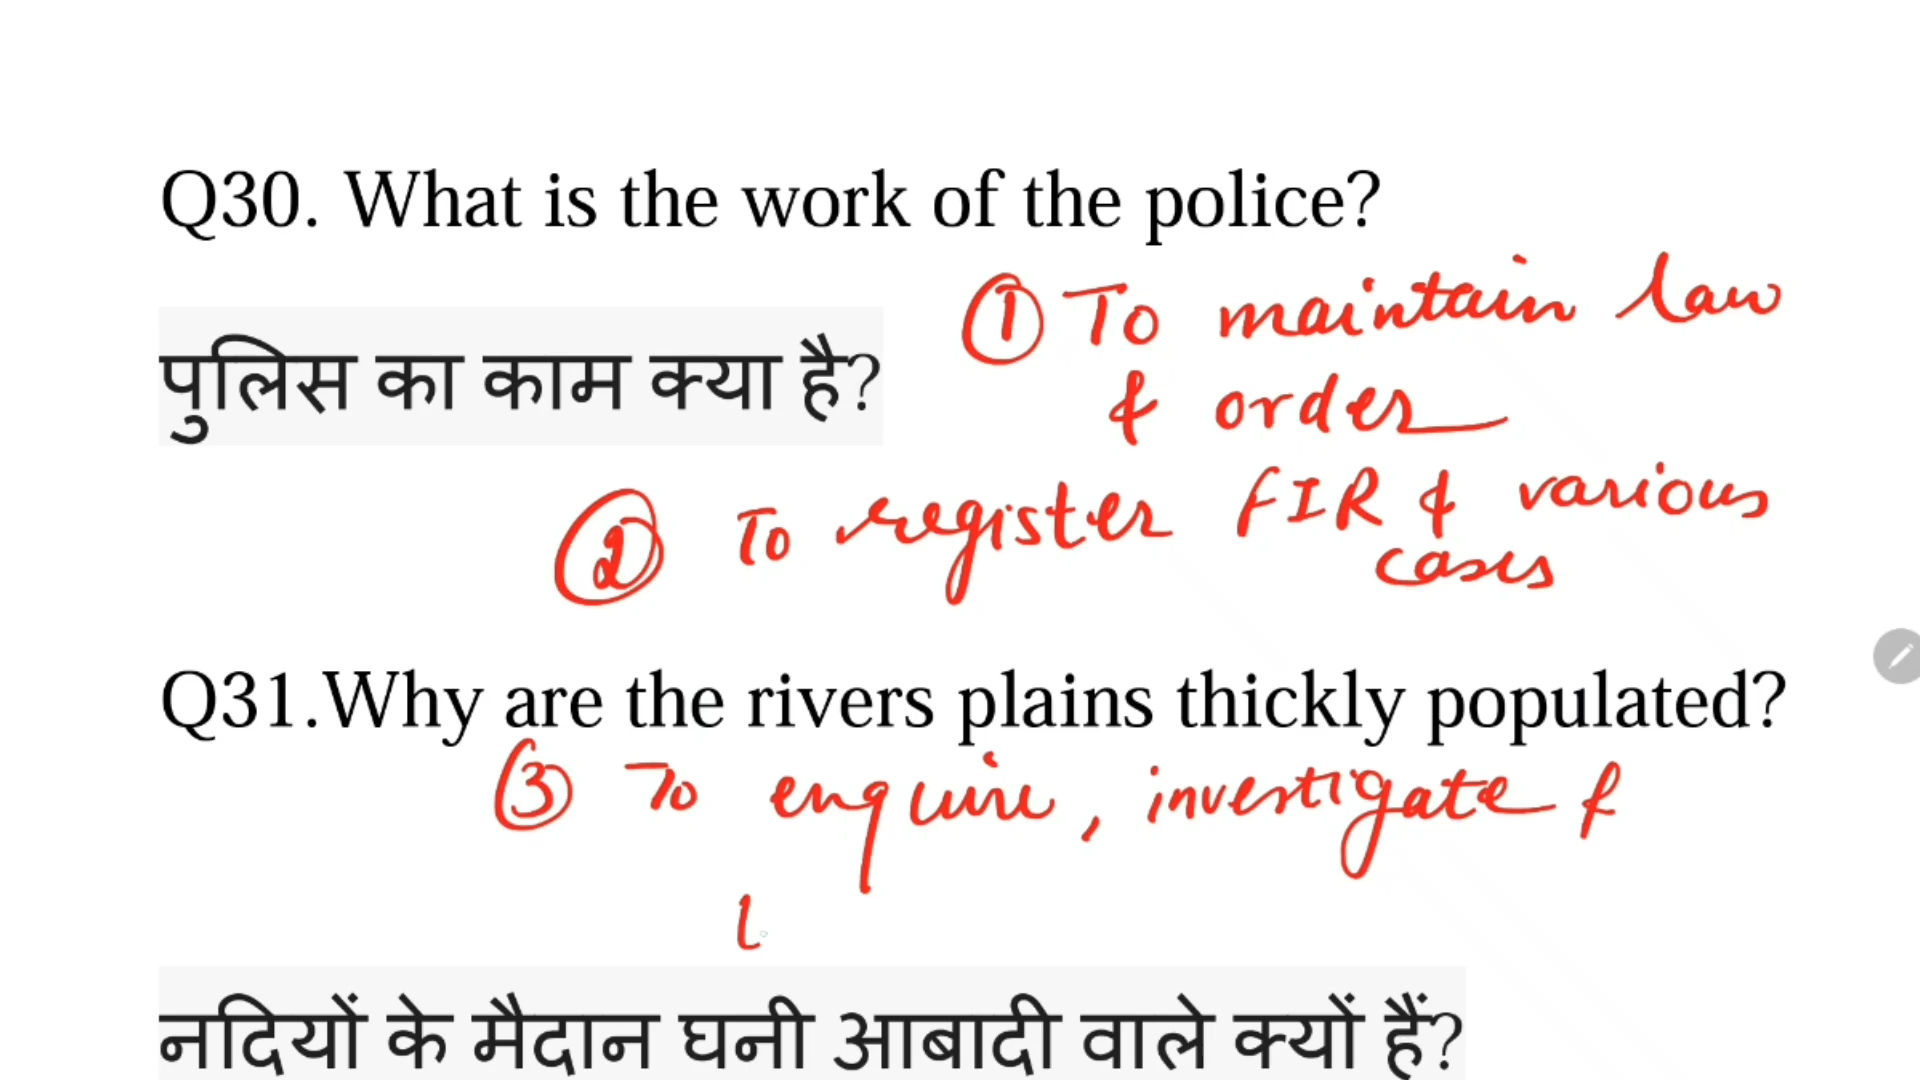 Q30. What is the work of the police?
① To maintain law
पुलिस का काम क्या है?
& order
② To register FIR & various
cases
Q31.Why are the rivers plains thickly populated?
③ To enquire, investigate &
नदियों के मैदान घनी आबादी वाले क्यों हैं?